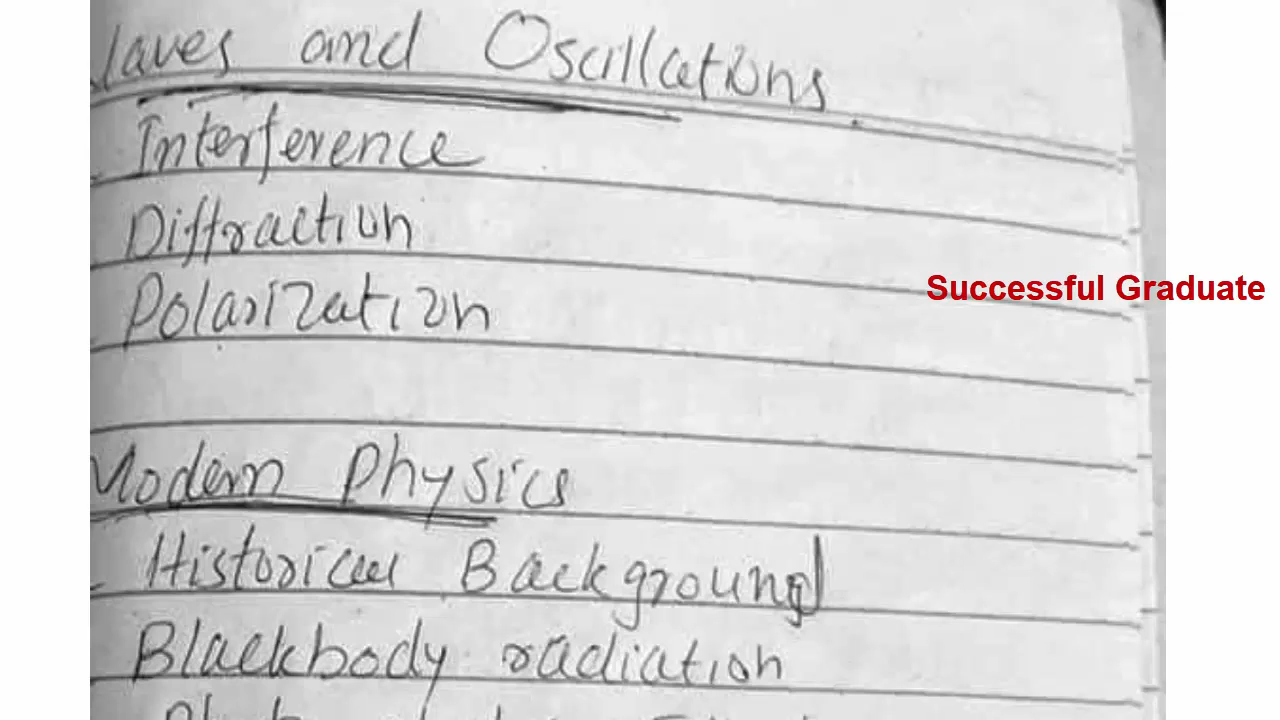 Waves and Oscillations
Interference
Diffraction
Polarization
Successful Graduate
Modern Physics
Historical Background
Blackbody radiation